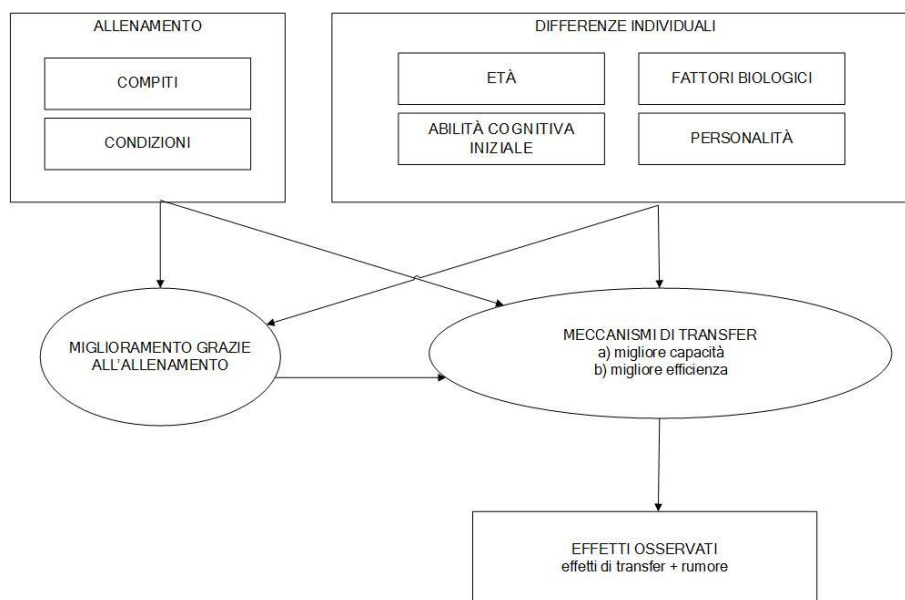 ALLENAMENTO
COMPITI
CONDIZIONI
DIFFERENZE INDIVIDUALI
ETÀ
FATTORI BIOLOGICI
ABILITÀ COGNITIVA
INIZIALE
PERSONALITÀ
MIGLIORAMENTO GRAZIE
ALL'ALLENAMENTO
MECCANISMI DI TRANSFER
a) migliore capacità
b) migliore efficienza
EFFETTI OSSERVATI
effetti di transfer + rumore